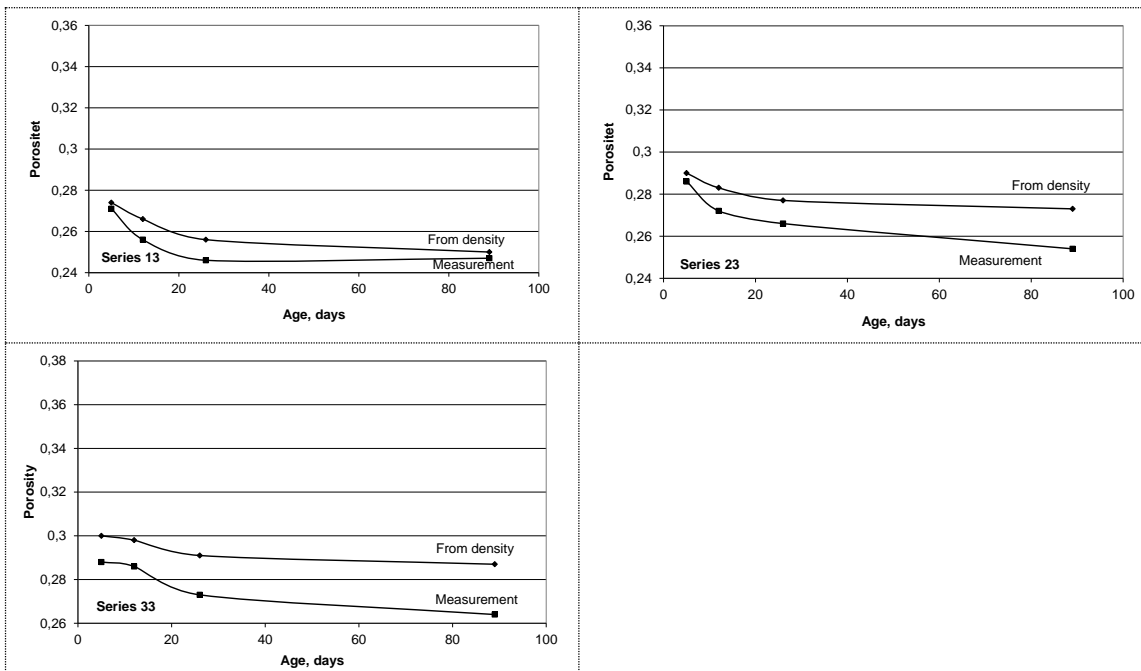 0,36
0,34
0,32
0,3
0,28
0,26
0,24
Porositet
From density
Measurement
Series 13
0 20 40 60 80 100
Age, days
0,36
0,34
0,32
0,3
0,28
0,26
0,24
Porositet
From density
Measurement
Series 23
0 20 40 60 80 100
Age, days
0,38
0,36
0,34
0,32
0,3
0,28
0,26
Porosity
From density
Measurement
Series 33
0 20 40 60 80 100
Age, days